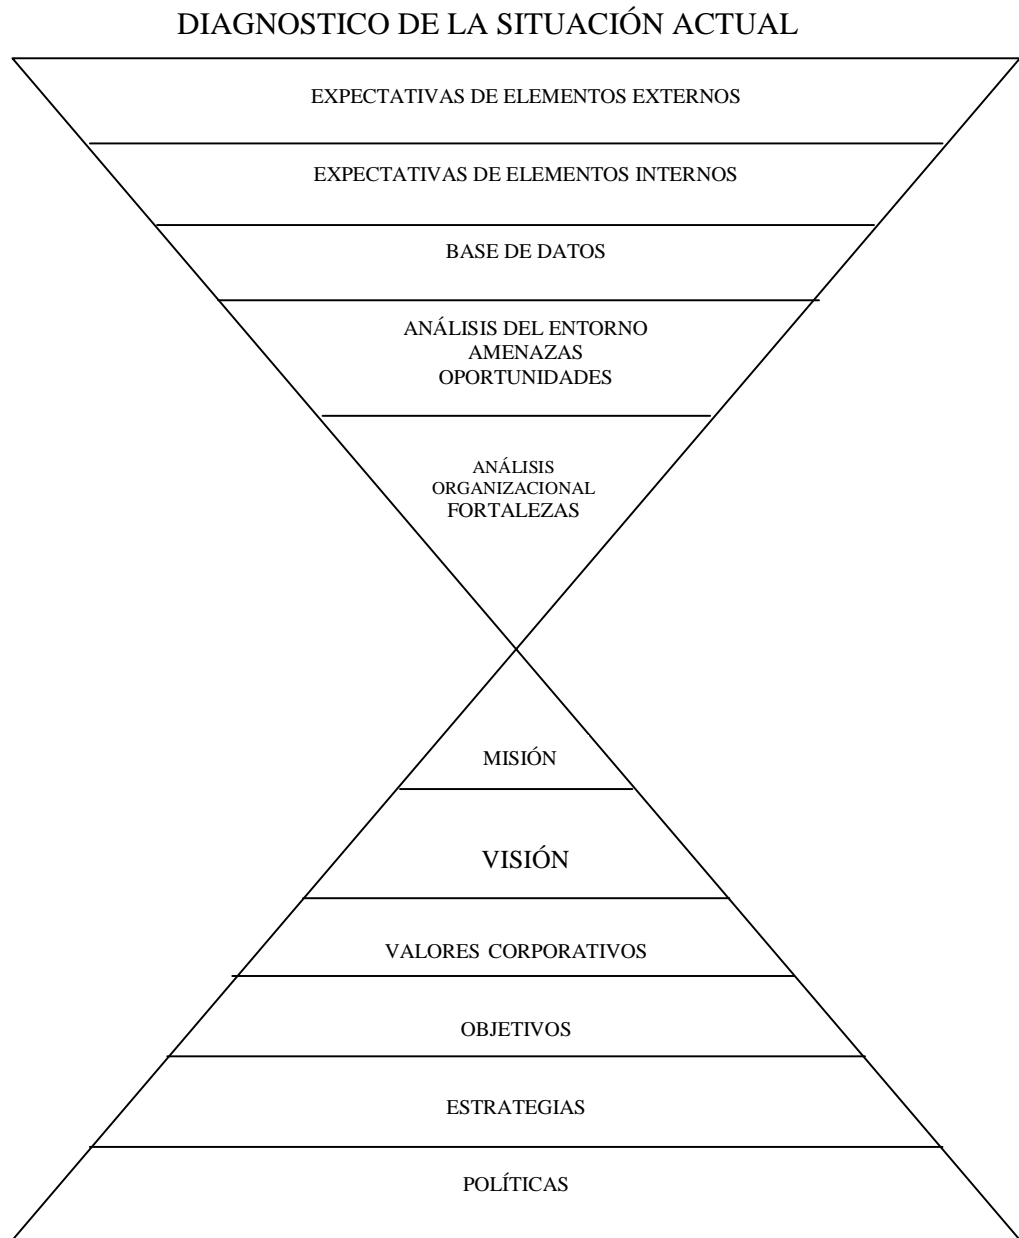 DIAGNOSTICO DE LA SITUACIÓN ACTUAL
EXPECTATIVAS DE ELEMENTOS EXTERNOS
EXPECTATIVAS DE ELEMENTOS INTERNOS
BASE DE DATOS
ANÁLISIS DEL ENTORNO
AMENAZAS
OPORTUNIDADES
ANÁLISIS
ORGANIZACIONAL
FORTALEZAS
MISIÓN
VISIÓN
VALORES CORPORATIVOS
OBJETIVOS
ESTRATEGIAS
POLÍTICAS